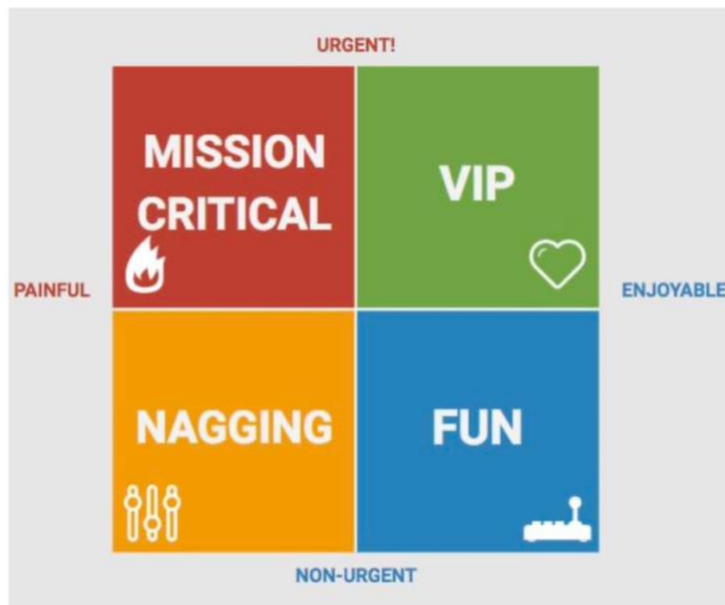 URGENT!
MISSION
CRITICAL
VIP
PAINFUL
ENJOYABLE
NAGGING
FUN
NON-URGENT